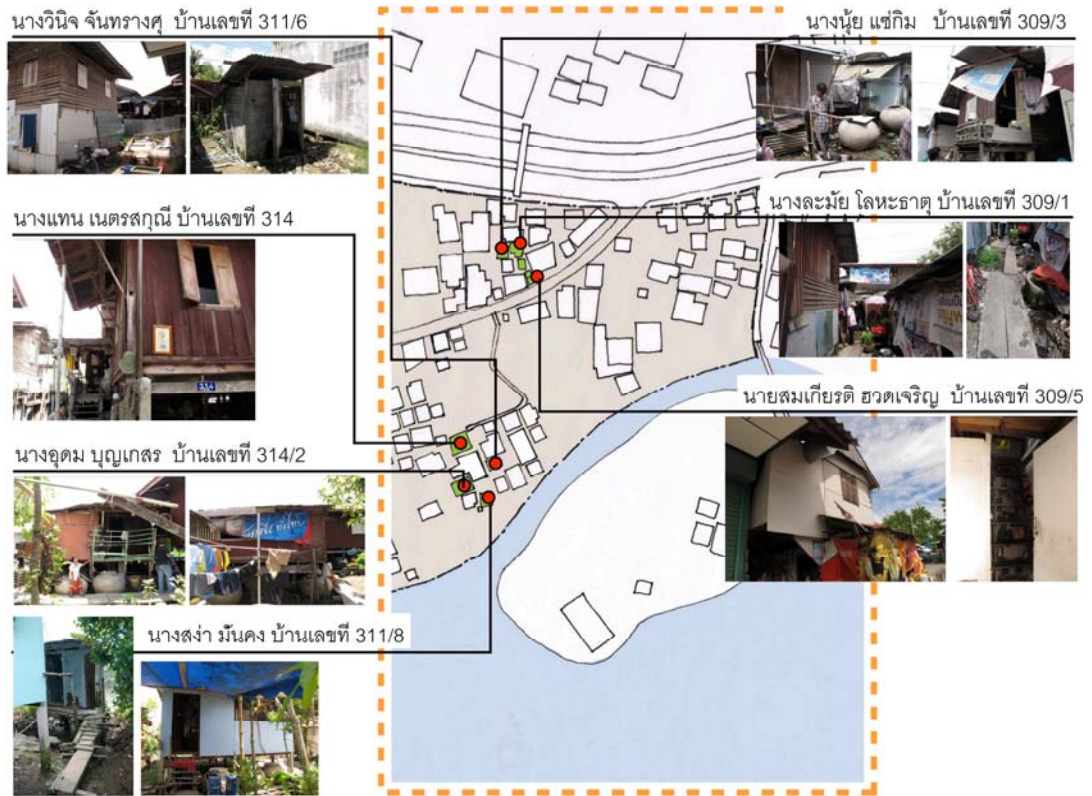 นางวินิจ จันทรางศุ บ้านเลขที่ 311/6
นางนุ้ย แซ่กิม บ้านเลขที่ 309/3
นางแทน เนตรสกุณี บ้านเลขที่ 314
314
นางละมัย โลหะธาตุ บ้านเลขที่ 309/1
นายสมเกียรติ ฮวดเจริญ บ้านเลขที่ 309/5
นางอุดม บุญเกสร บ้านเลขที่ 314/2
นางสง่า มั่นคง บ้านเลขที่ 311/8